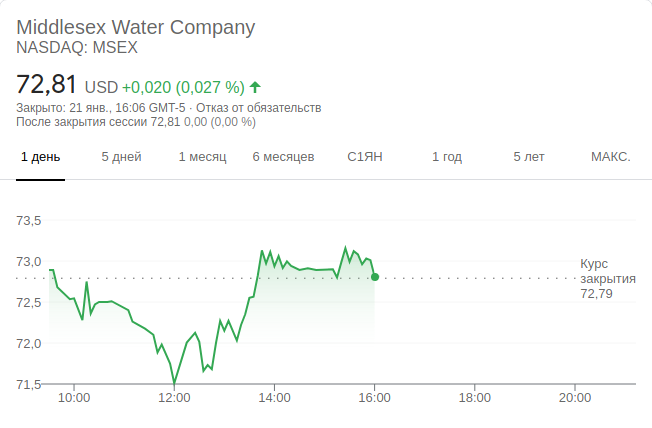 Middlesex Water Company
NASDAQ: MSEX
72,81 USD +0,020 (0,027 %)
Закрыто: 21 янв., 16:06 GMT-5 · Отказ от обязательств
После закрытия сессии 72,81 0,00 (0,00 %)
1 день 5 дней 1 месяц 6 месяцев С1ЯН 1 год 5 лет МАКС.
73,5
73,0
72,5
72,0
71,5
Курс
закрытия
72,79
10:00 12:00 14:00 16:00 18:00 20:00